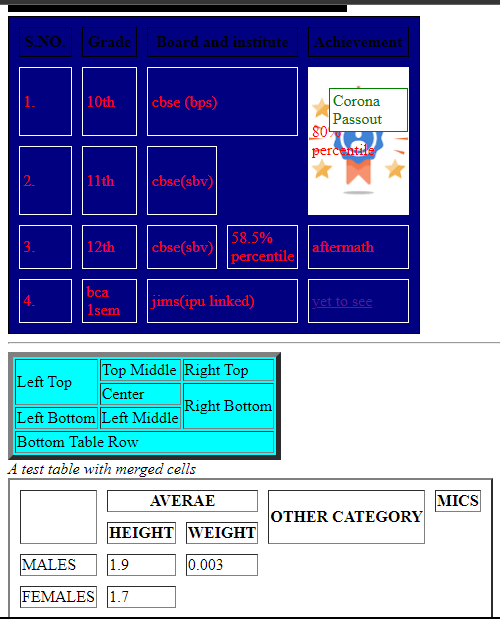 S.NO. Grade Board and institute Achievement
1. 10th cbse (bps) 80% percentile
Corona Passout
2. 11th cbse(sbv)
3. 12th cbse(sbv) 58.5% percentile aftermath
4. bca 1sem jims(ipu linked) yet to see
Left Top Top Middle Right Top
Center Right Bottom
Left Bottom Left Middle
Bottom Table Row
A test table with merged cells
AVERAE OTHER CATEGORY MICS
HEIGHT WEIGHT
MALES 1.9 0.003
FEMALES 1.7